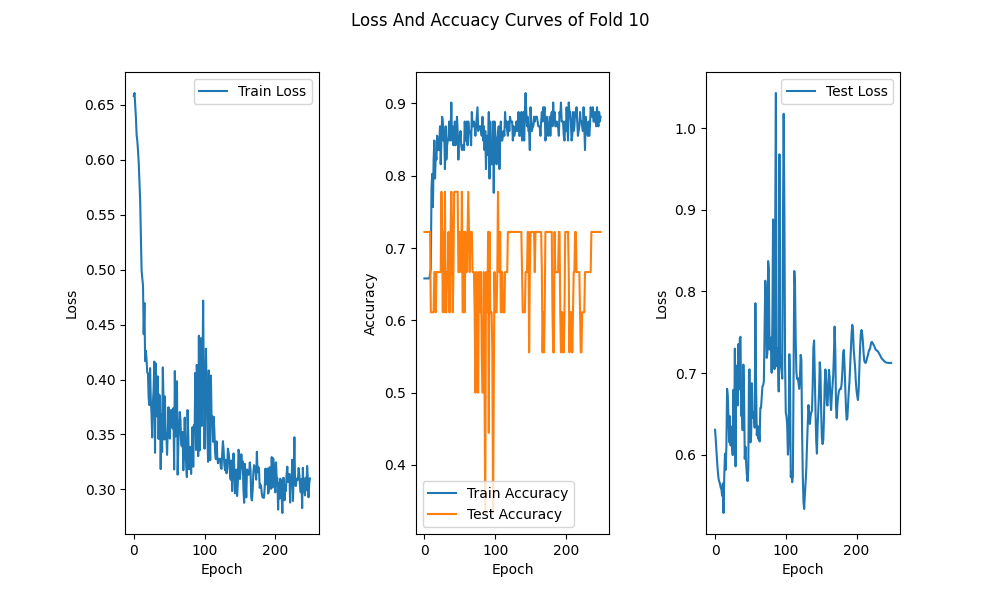 Loss And Accuacy Curves of Fold 10
Train Loss
0.65
0.60
0.55
0.50
0.45
0.40
0.35
0.30
Loss
0
100
200
Epoch
0.9
0.8
0.7
0.6
0.5
0.4
Accuracy
Train Accuracy
Test Accuracy
0
100
200
Epoch
Test Loss
1.0
0.9
0.8
0.7
0.6
Loss
0
100
200
Epoch